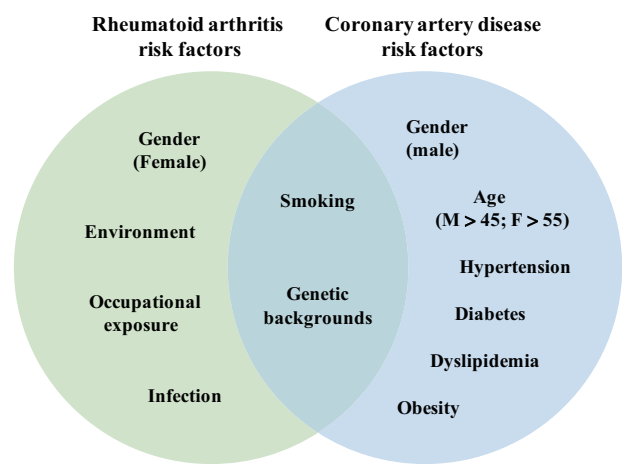 Rheumatoid arthritis
risk factors
Coronary artery disease
risk factors
Gender
(Female)
Environment
Occupational
exposure
Infection
Smoking
Genetic
backgrounds
Gender
(male)
Age
(M > 45; F > 55)
Hypertension
Diabetes
Dyslipidemia
Obesity